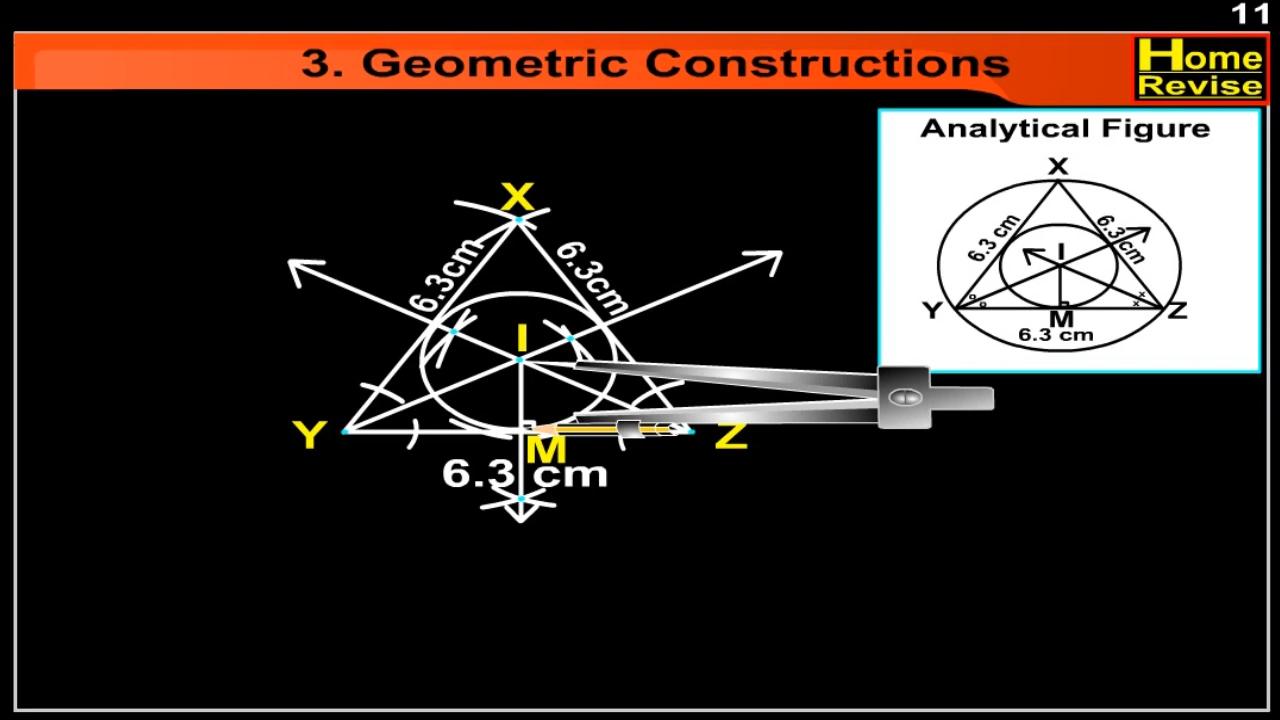 11
3. Geometric Constructions
Home
Revise
Analytical Figure
X
6.3 cm
6.3 cm
I
Y
Z
M
6.3 cm
X
6.3cm
6.3cm
I
Y
Z
M
6.3 cm